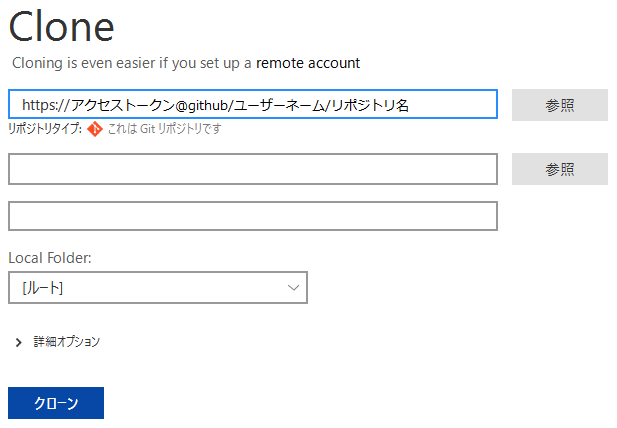 Clone
Cloning is even easier if you set up a remote account
https://アクセストークン@github/ユーザーネーム/リポジトリ名
参照
リポジトリタイプ: これは Git リポジトリです
参照
Local Folder:
[ルート]
詳細オプション
クローン